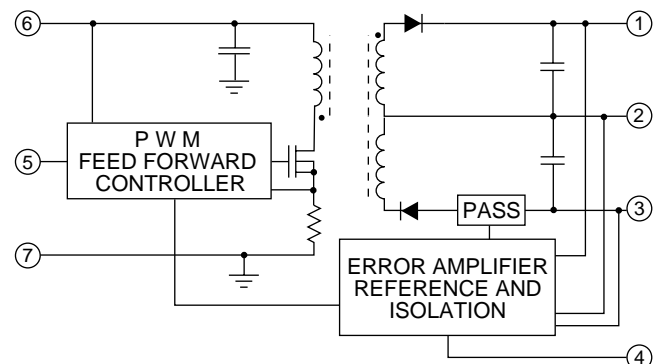 6
1
2
P W M
FEED FORWARD
CONTROLLER
5
PASS
3
7
ERROR AMPLIFIER
REFERENCE AND
ISOLATION
4